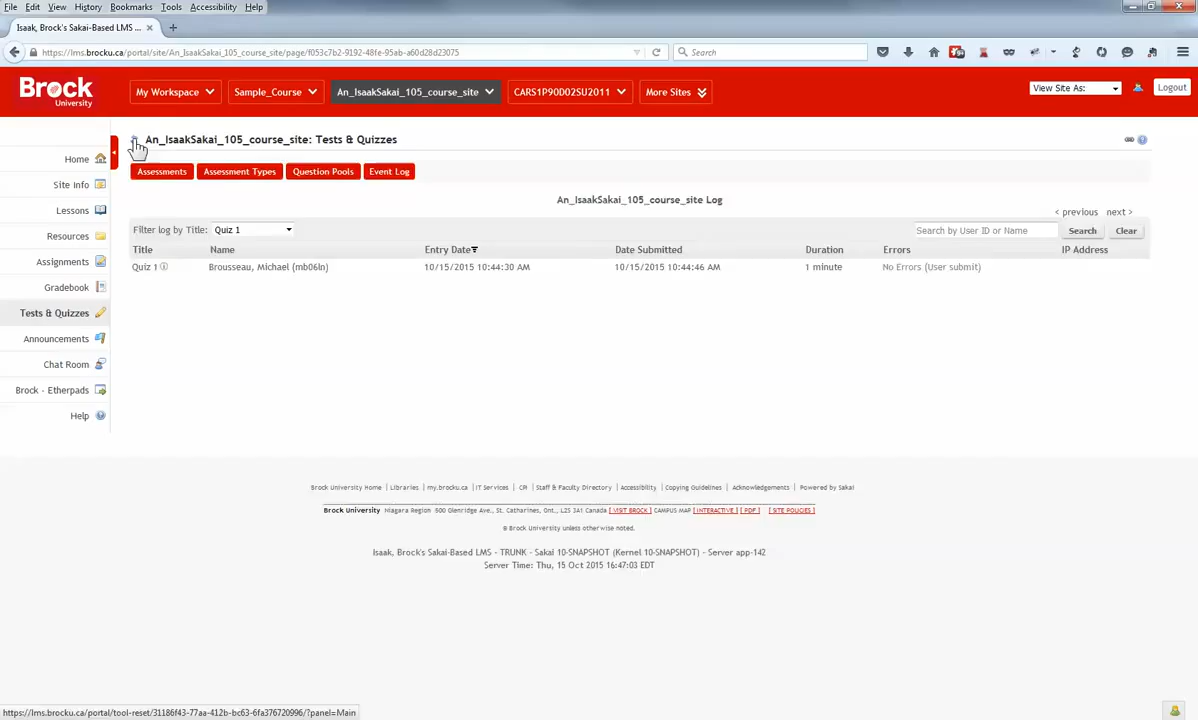 File Edit View History Bookmarks Tools Accessibility Help
Isaak, Brock's Sakai-Based LMS ...
https://lms.brocku.ca/portal/site/An_IsaakSakai_105_course_site/page/f053c7b2-9192-48fe-95ab-a60d28d23075
Search
Brock University
My Workspace
Sample_Course
An_IsaakSakai_105_course_site
CARS1P90D02SU2011
More Sites
View Site As:
Logout
An_IsaakSakai_105_course_site: Tests & Quizzes
Home
Site Info
Lessons
Resources
Assignments
Gradebook
Tests & Quizzes
Announcements
Chat Room
Brock - Etherpads
Help
Assessments Assessment Types Question Pools Event Log
An_IsaakSakai_105_course_site Log
< previous next >
Filter log by Title: Quiz 1
Search by User ID or Name Search Clear
Title Name Entry Date Date Submitted Duration Errors IP Address
Quiz 1 Brousseau, Michael (mb06ln) 10/15/2015 10:44:30 AM 10/15/2015 10:44:46 AM 1 minute No Errors (User submit)
Brock University Home | Libraries | my.brocku.ca | IT Services | CPI | Staff & Faculty Directory | Accessibility | Copying Guidelines | Acknowledgements | Powered by Sakai
Brock University Niagara Region 500 Glenridge Ave., St. Catharines, Ont., L2S 3A1 Canada [ VISIT BROCK ] CAMPUS MAP [ INTERACTIVE ] [ PDF ] [ SITE POLICIES ]
© Brock University unless otherwise noted.
Isaak, Brock's Sakai-Based LMS - TRUNK - Sakai 10-SNAPSHOT (Kernel 10-SNAPSHOT) - Server app-142
Server Time: Thu, 15 Oct 2015 16:47:03 EDT
https://lms.brocku.ca/portal/tool-reset/31186f43-77aa-412b-bc63-6fa376720996/?panel=Main